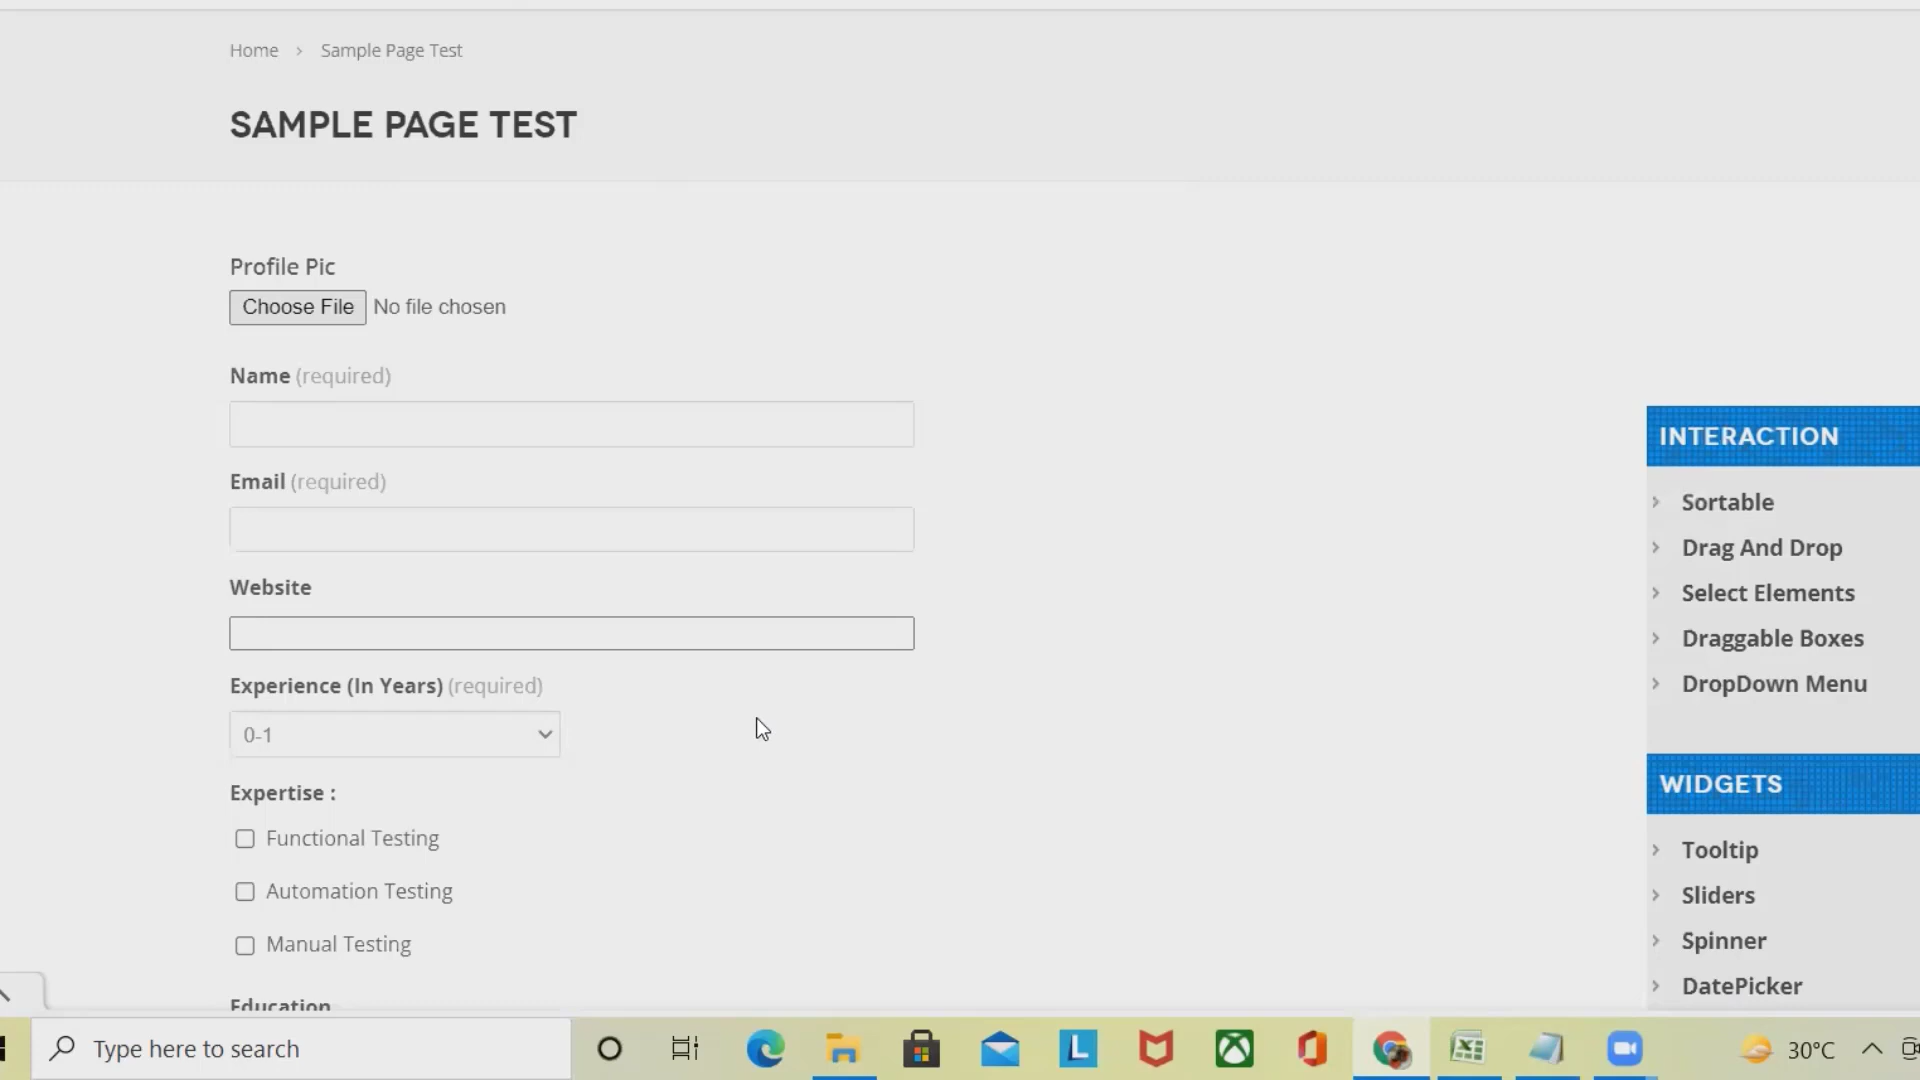 Home > Sample Page Test
SAMPLE PAGE TEST
Profile Pic
Choose File No file chosen
Name (required)
Email (required)
Website
Experience (In Years) (required)
0-1
Expertise :
Functional Testing
Automation Testing
Manual Testing
Education
INTERACTION
Sortable
Drag And Drop
Select Elements
Draggable Boxes
DropDown Menu
WIDGETS
Tooltip
Sliders
Spinner
DatePicker
Type here to search
L
30°C